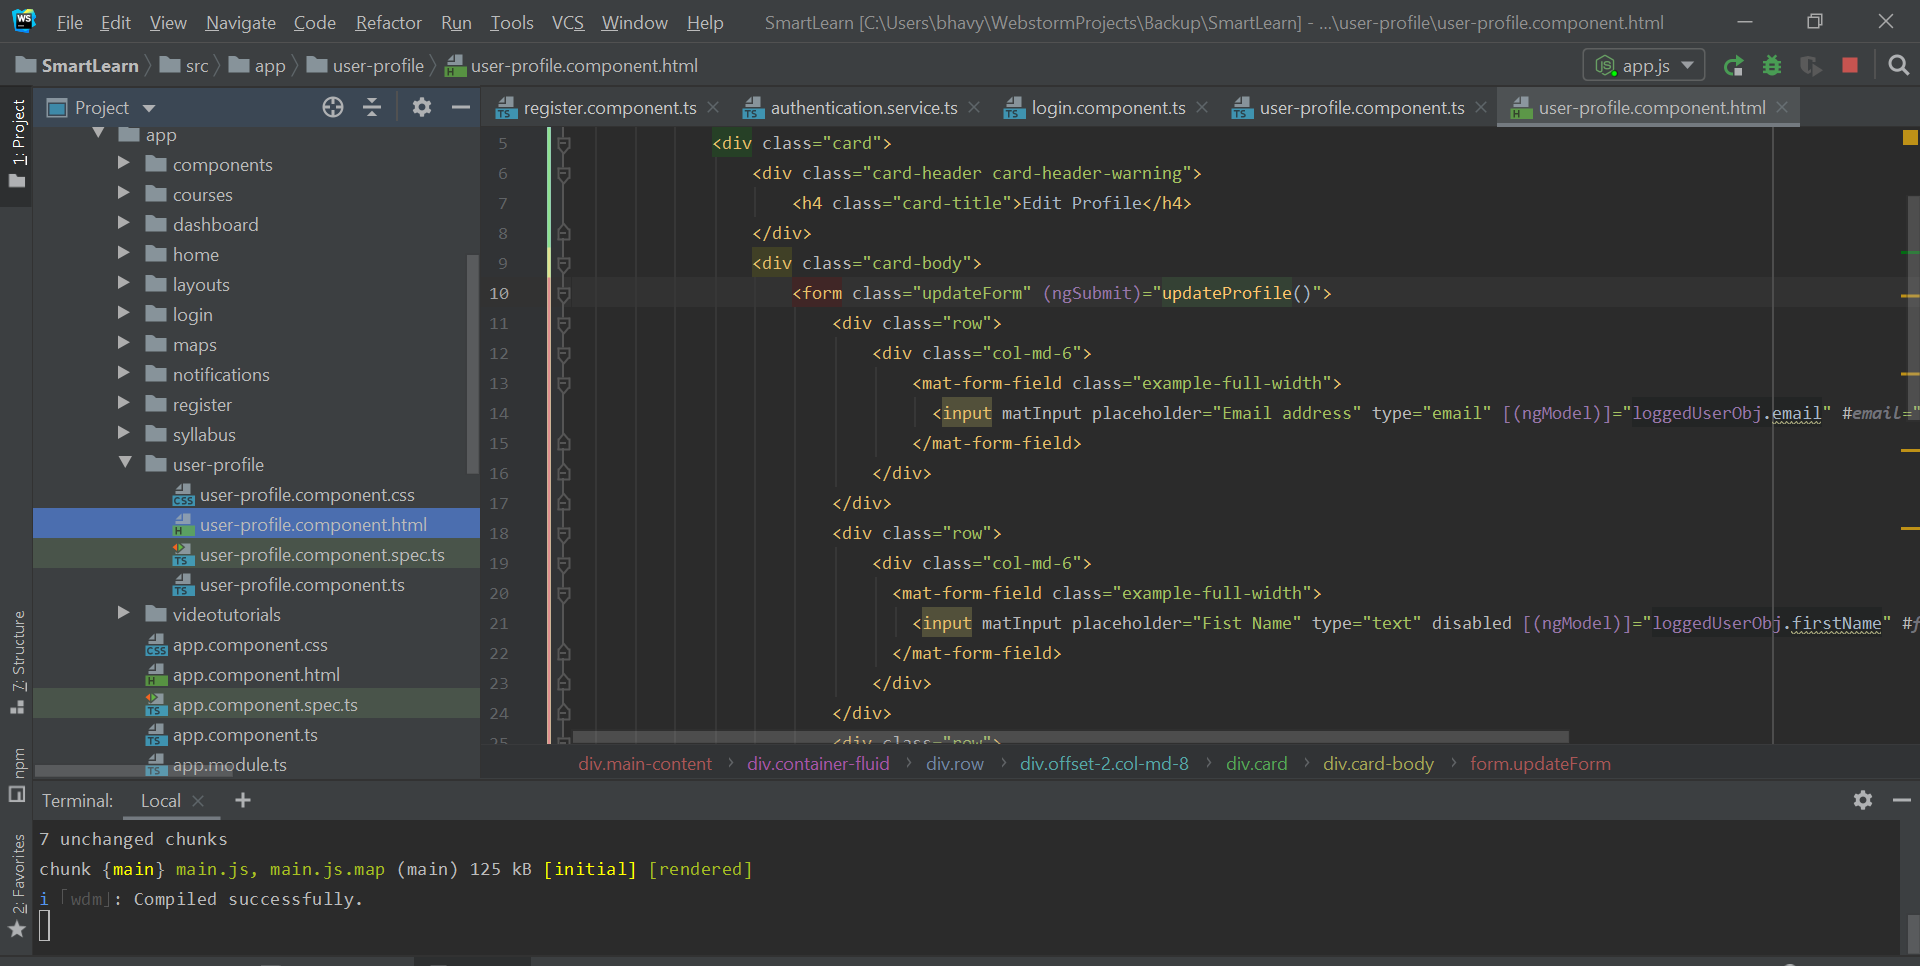 WS File Edit View Navigate Code Refactor Run Tools VCS Window Help SmartLearn [C:\Users\bhavy\WebstormProjects\Backup\SmartLearn] - ...\user-profile\user-profile.component.html
SmartLearn src app user-profile user-profile.component.html app.js
1: Project
7: Structure
npm
2: Favorites
Project
app
components
courses
dashboard
home
layouts
login
maps
notifications
register
syllabus
user-profile
user-profile.component.css
user-profile.component.html
user-profile.component.spec.ts
user-profile.component.ts
videotutorials
app.component.css
app.component.html
app.component.spec.ts
app.component.ts
app.module.ts
register.component.ts authentication.service.ts login.component.ts user-profile.component.ts user-profile.component.html
5 <div class="card">
6 <div class="card-header card-header-warning">
7 <h4 class="card-title">Edit Profile</h4>
8 </div>
9 <div class="card-body">
10 <form class="updateForm" (ngSubmit)="updateProfile()">
11 <div class="row">
12 <div class="col-md-6">
13 <mat-form-field class="example-full-width">
14 <input matInput placeholder="Email address" type="email" [(ngModel)]="loggedUserObj.email" #email="
15 </mat-form-field>
16 </div>
17 </div>
18 <div class="row">
19 <div class="col-md-6">
20 <mat-form-field class="example-full-width">
21 <input matInput placeholder="Fist Name" type="text" disabled [(ngModel)]="loggedUserObj.firstName" #f
22 </mat-form-field>
23 </div>
24 </div>
25 <div class="row">
div.main-content › div.container-fluid › div.row › div.offset-2.col-md-8 › div.card › div.card-body › form.updateForm
Terminal: Local +
7 unchanged chunks
chunk {main} main.js, main.js.map (main) 125 kB [initial] [rendered]
i ｢wdm｣: Compiled successfully.